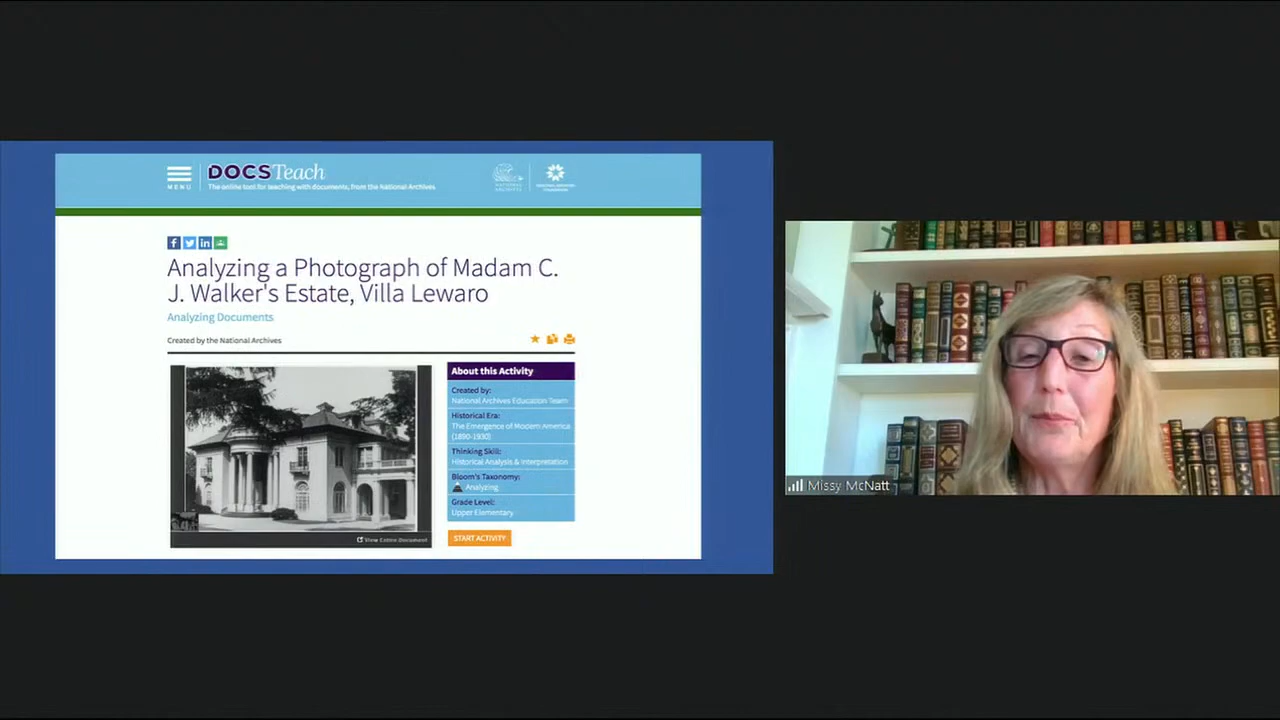 MENU
DOCSTeach
The online tool for teaching with documents, from the National Archives
NATIONAL
ARCHIVES
Analyzing a Photograph of Madam C.
J. Walker's Estate, Villa Lewaro
Analyzing Documents
Created by the National Archives
View Entire Document
About this Activity
Created by:
National Archives Education Team
Historical Era:
The Emergence of Modern America
(1890-1930)
Thinking Skill:
Historical Analysis & Interpretation
Bloom's Taxonomy:
Analyzing
Grade Level:
Upper Elementary
START ACTIVITY
Missy McNatt